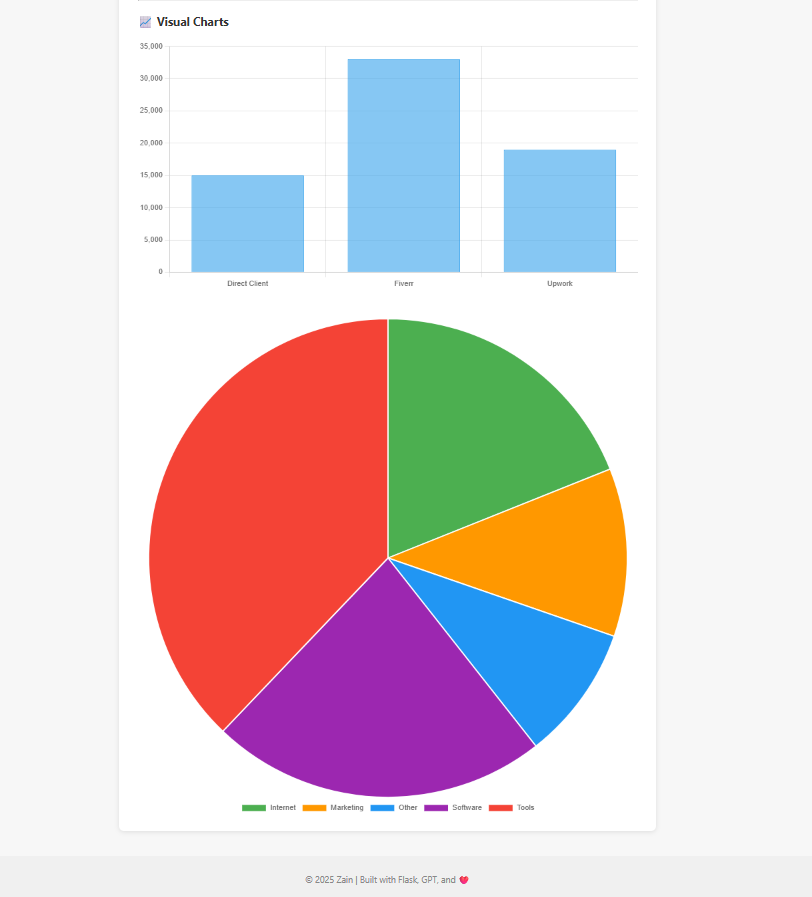 📈 Visual Charts
35,000
30,000
25,000
20,000
15,000
10,000
5,000
0
Direct Client Fiverr Upwork
Internet Marketing Other Software Tools
© 2025 Zain | Built with Flask, GPT, and 💖